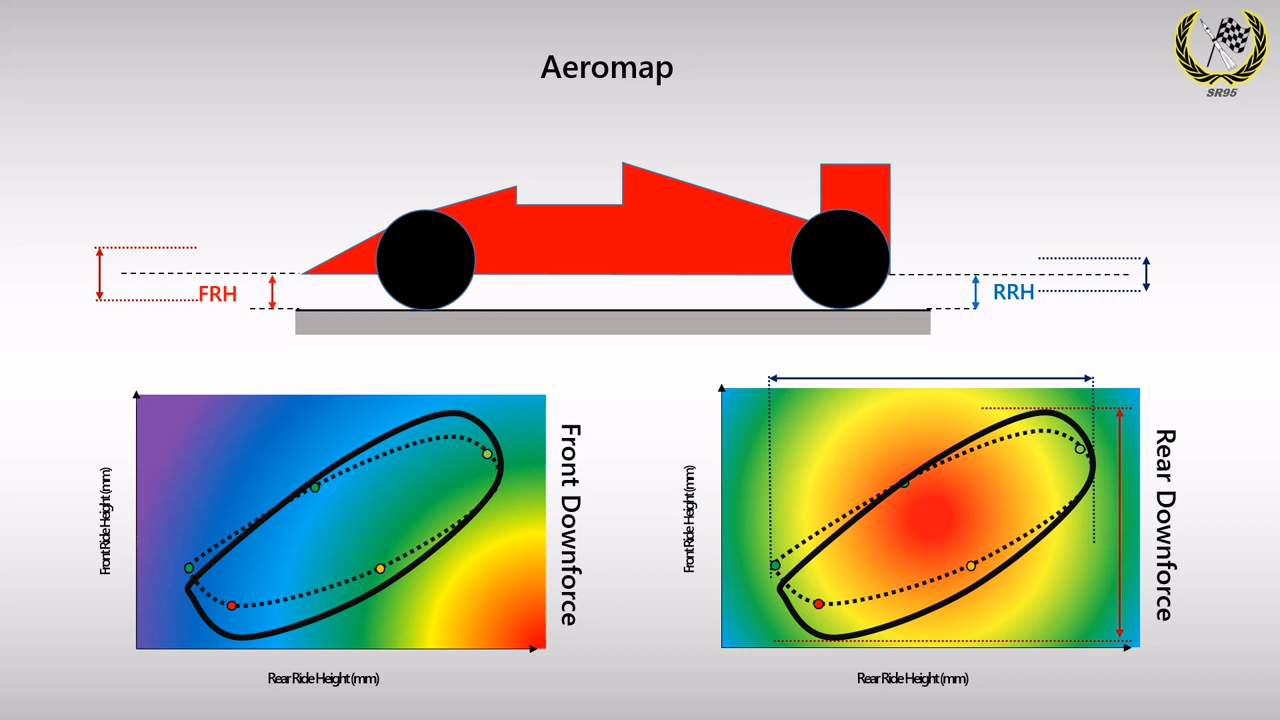 Aeromap
SR95
FRH
RRH
Front Ride Height (mm)
Front Downforce
Rear Ride Height (mm)
Front Ride Height (mm)
Rear Downforce
Rear Ride Height (mm)